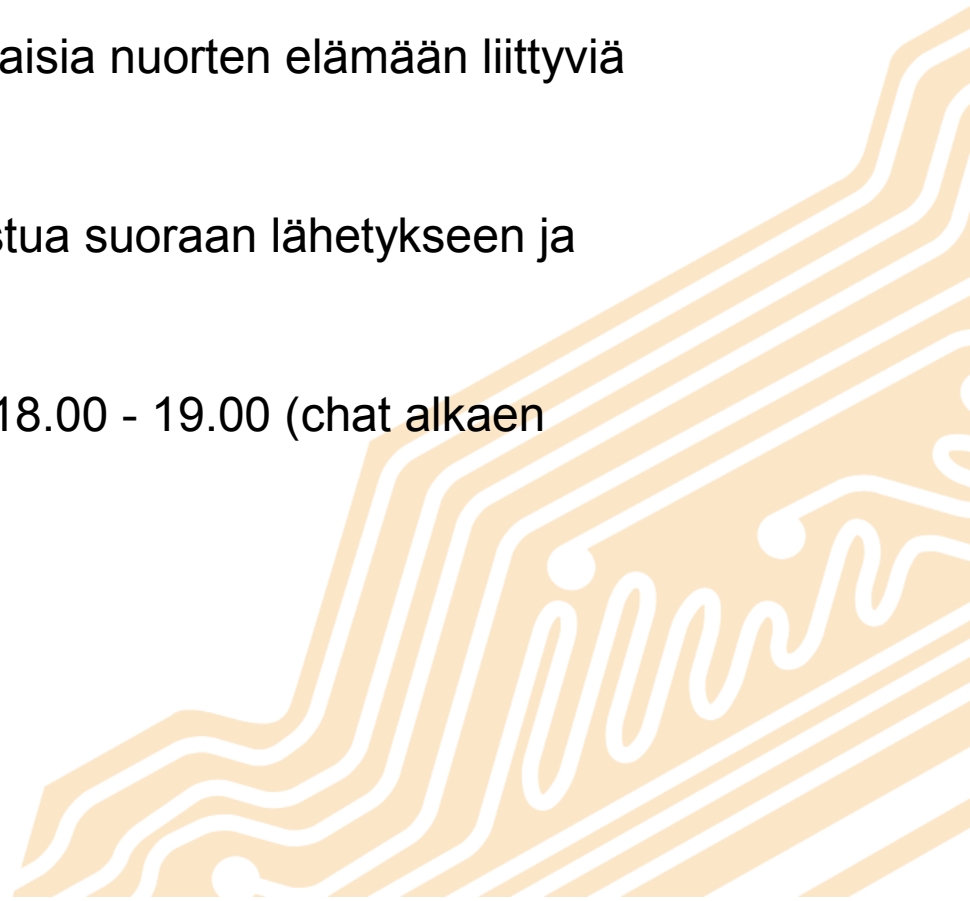 aisia nuorten elämään liittyviä
stua suoraan lähetykseen ja
18.00 - 19.00 (chat alkaen